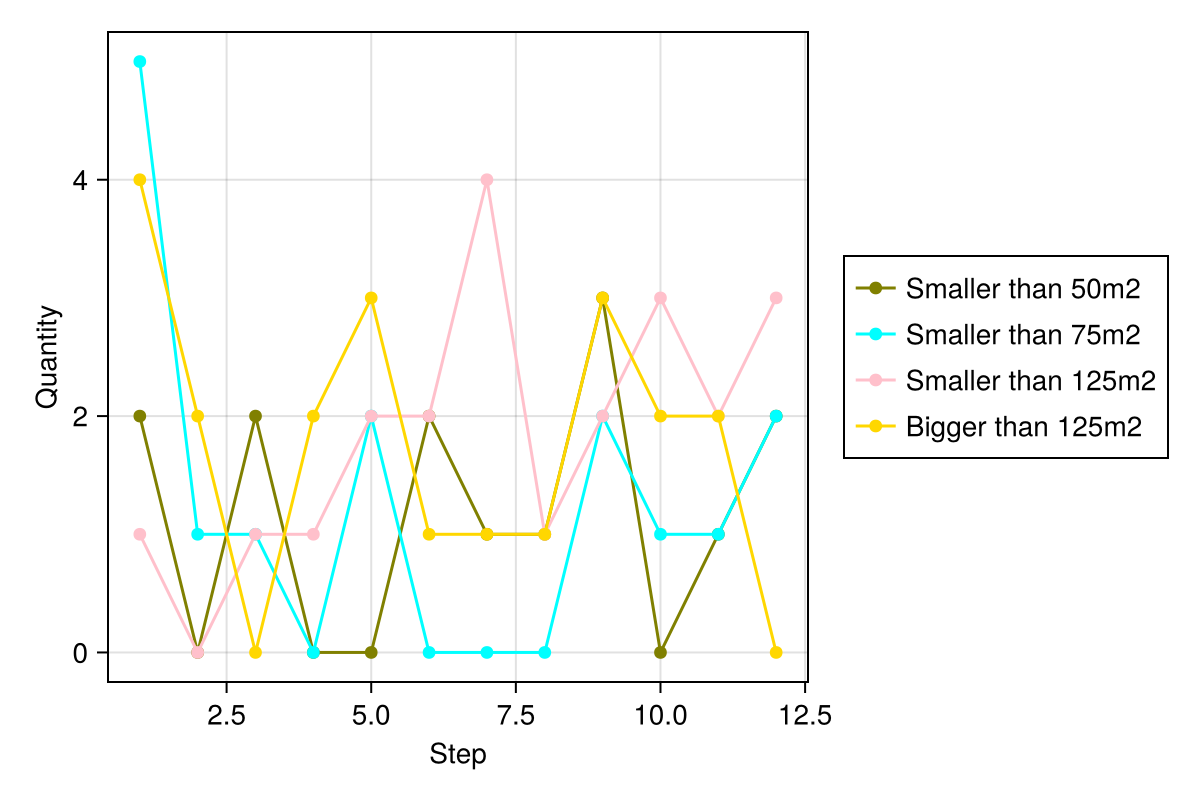 Quantity
4
2
0
2.5 5.0 7.5 10.0 12.5
Step
Smaller than 50m2
Smaller than 75m2
Smaller than 125m2
Bigger than 125m2